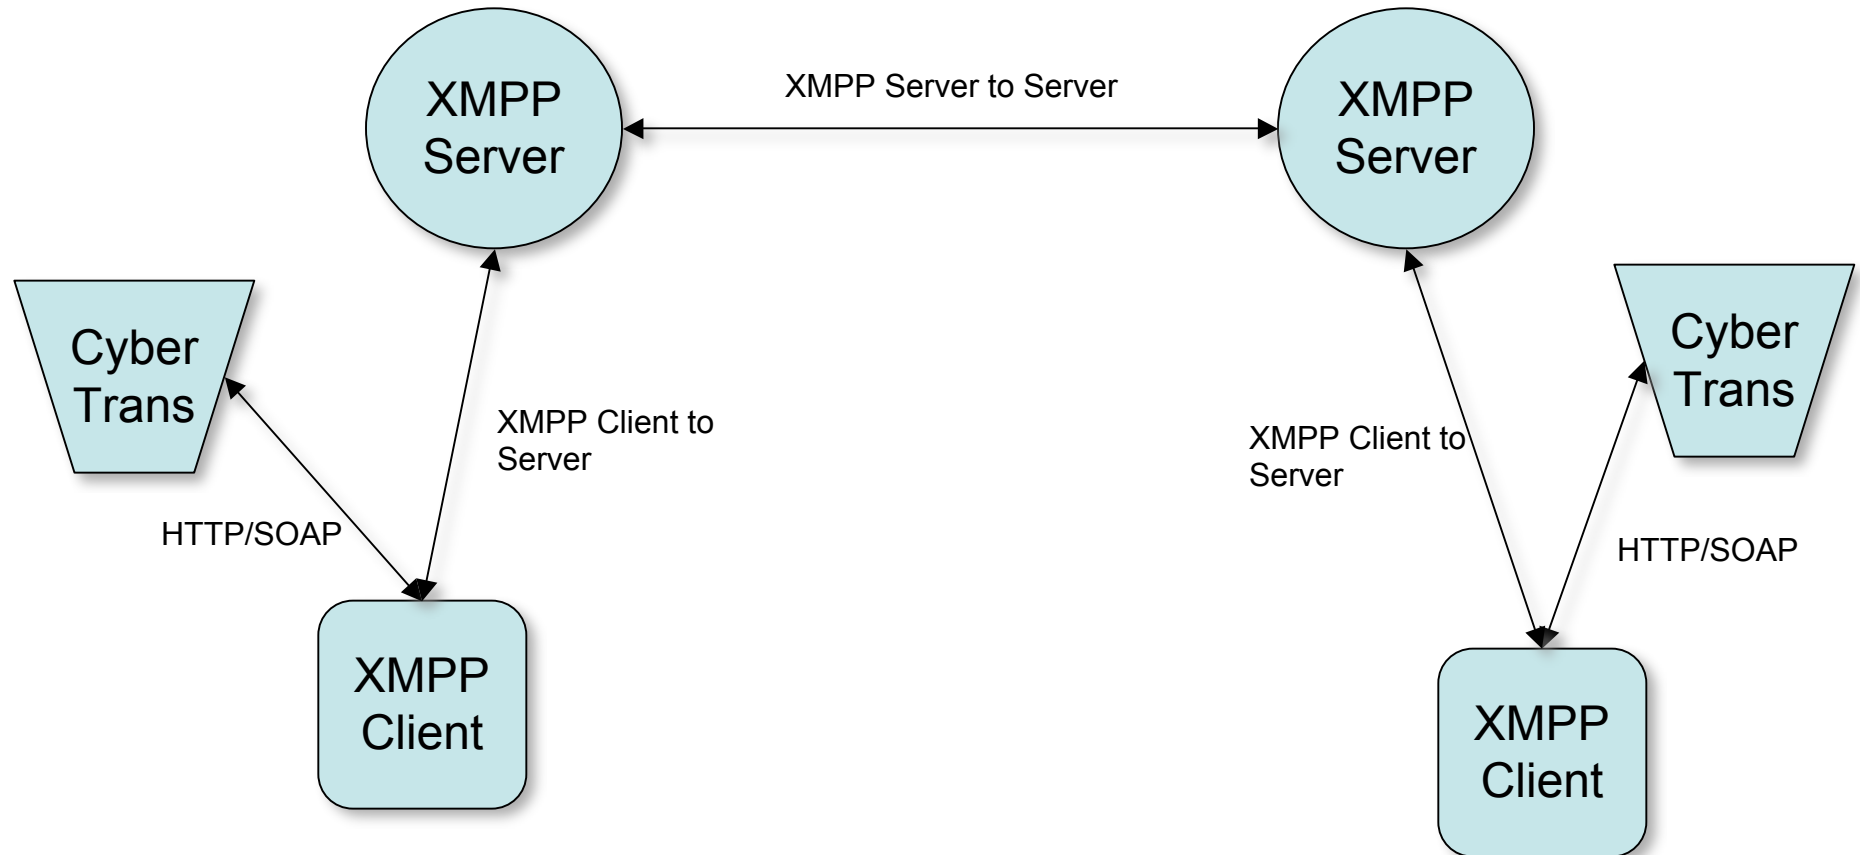 XMPP
Server
XMPP Server to Server
XMPP
Server
Cyber
Trans
XMPP Client to
Server
HTTP/SOAP
XMPP
Client
XMPP Client to
Server
Cyber
Trans
HTTP/SOAP
XMPP
Client